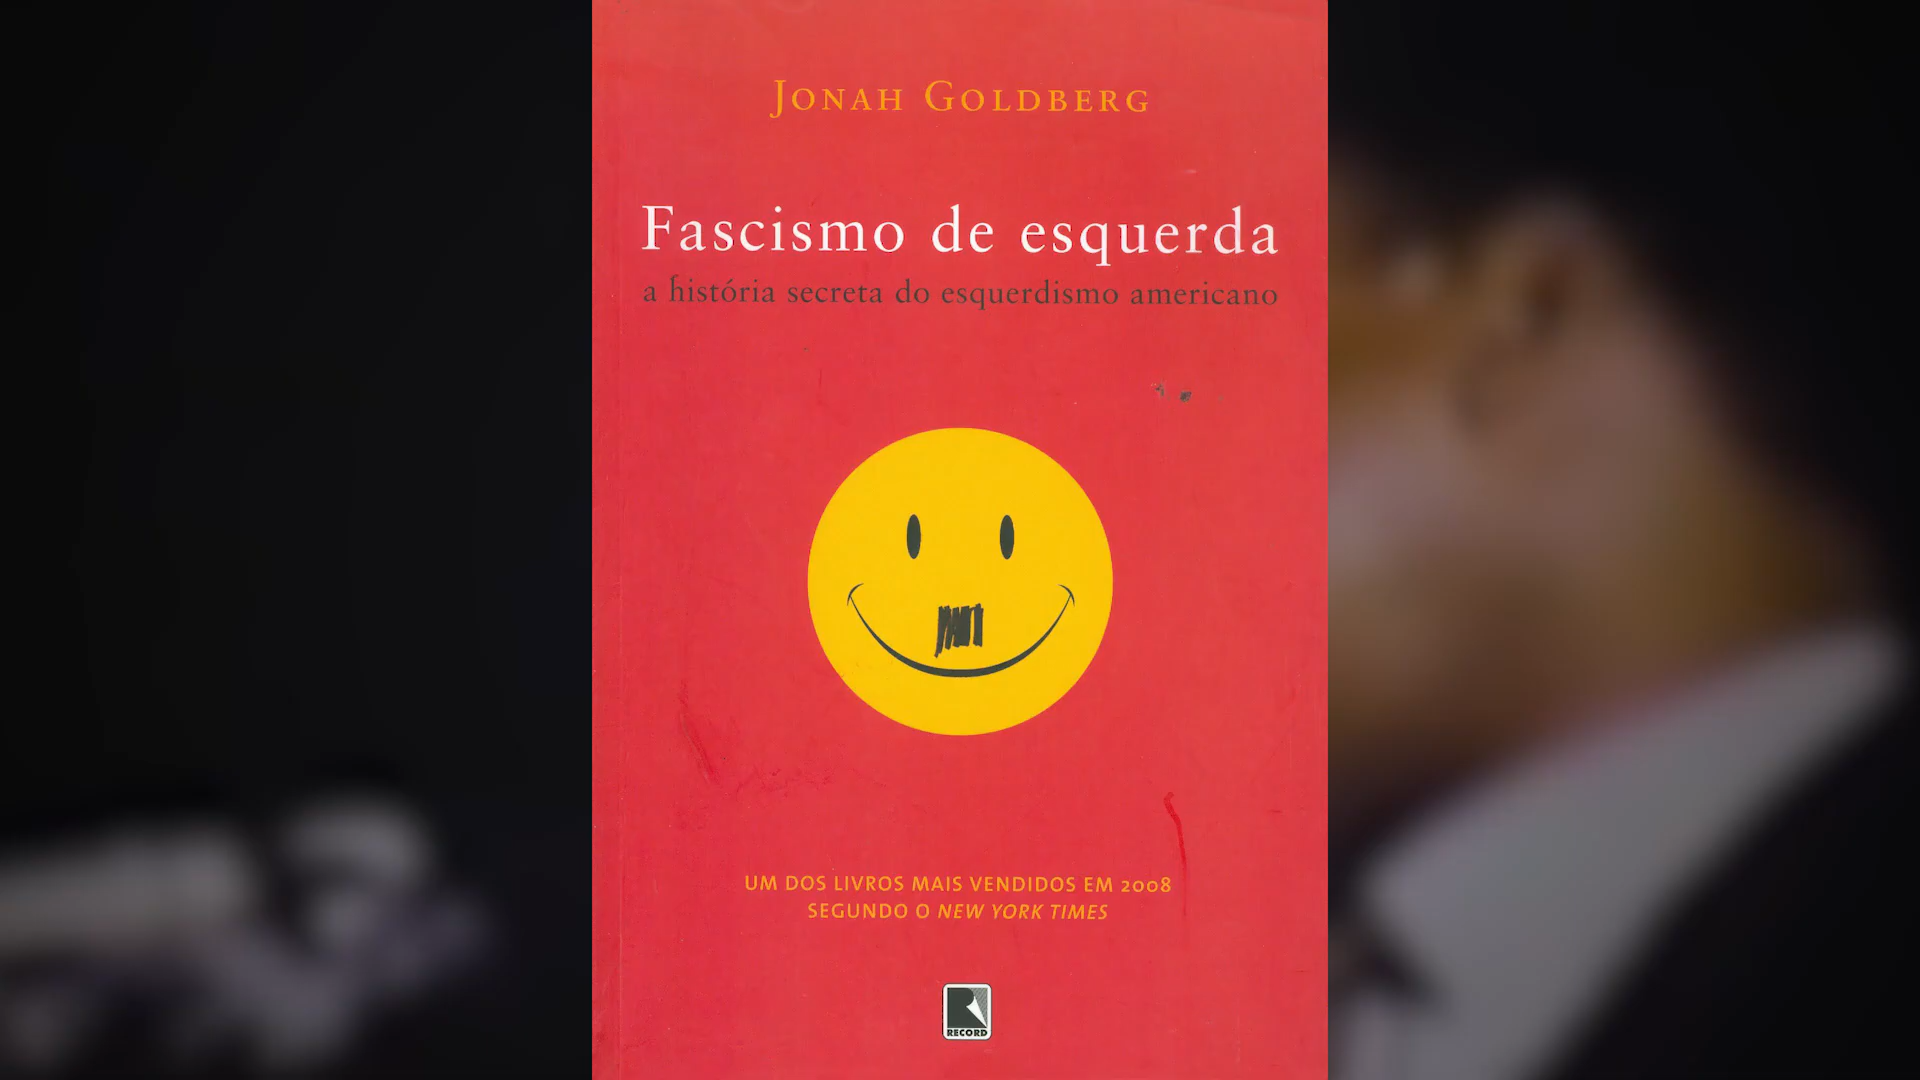 JONAH GOLDBERG
Fascismo de esquerda
a história secreta do esquerdismo americano
UM DOS LIVROS MAIS VENDIDOS EM 2008
SEGUNDO O NEW YORK TIMES
RECORD